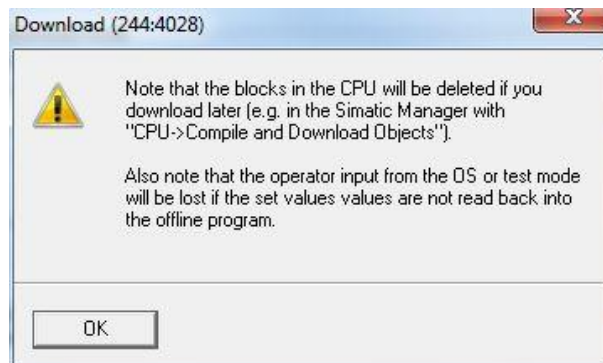 Download (244:4028)
Note that the blocks in the CPU will be deleted if you
download later (e.g. in the Simatic Manager with
"CPU->Compile and Download Objects").
Also note that the operator input from the OS or test mode
will be lost if the set values values are not read back into
the offline program.
OK